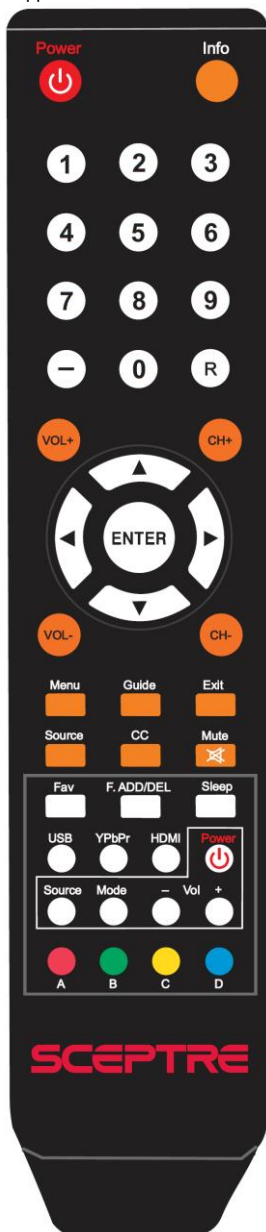 Power Info
1 2 3
4 5 6
7 8 9
– 0 R
VOL+ CH+
ENTER
VOL- CH-
Menu Guide Exit
Source CC Mute
Fav F. ADD/DEL Sleep
USB YPbPr HDMI Power
Source Mode – Vol +
A B C D
SCEPTRE